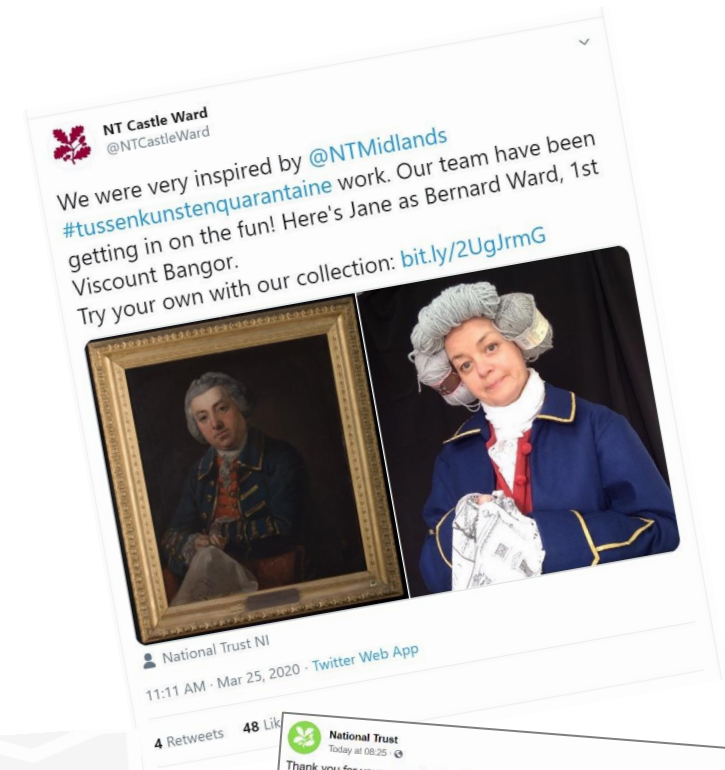 NT Castle Ward
@NTCastleWard
We were very inspired by @NTMidlands
#tussenkunstenquarantaine work. Our team have been
getting in on the fun! Here's Jane as Bernard Ward, 1st
Viscount Bangor.
Try your own with our collection: bit.ly/2UgJrmG
National Trust NI
11:11 AM · Mar 25, 2020 · Twitter Web App
4 Retweets 48 Lik
National Trust
Today at 08:25 ·
Thank you for